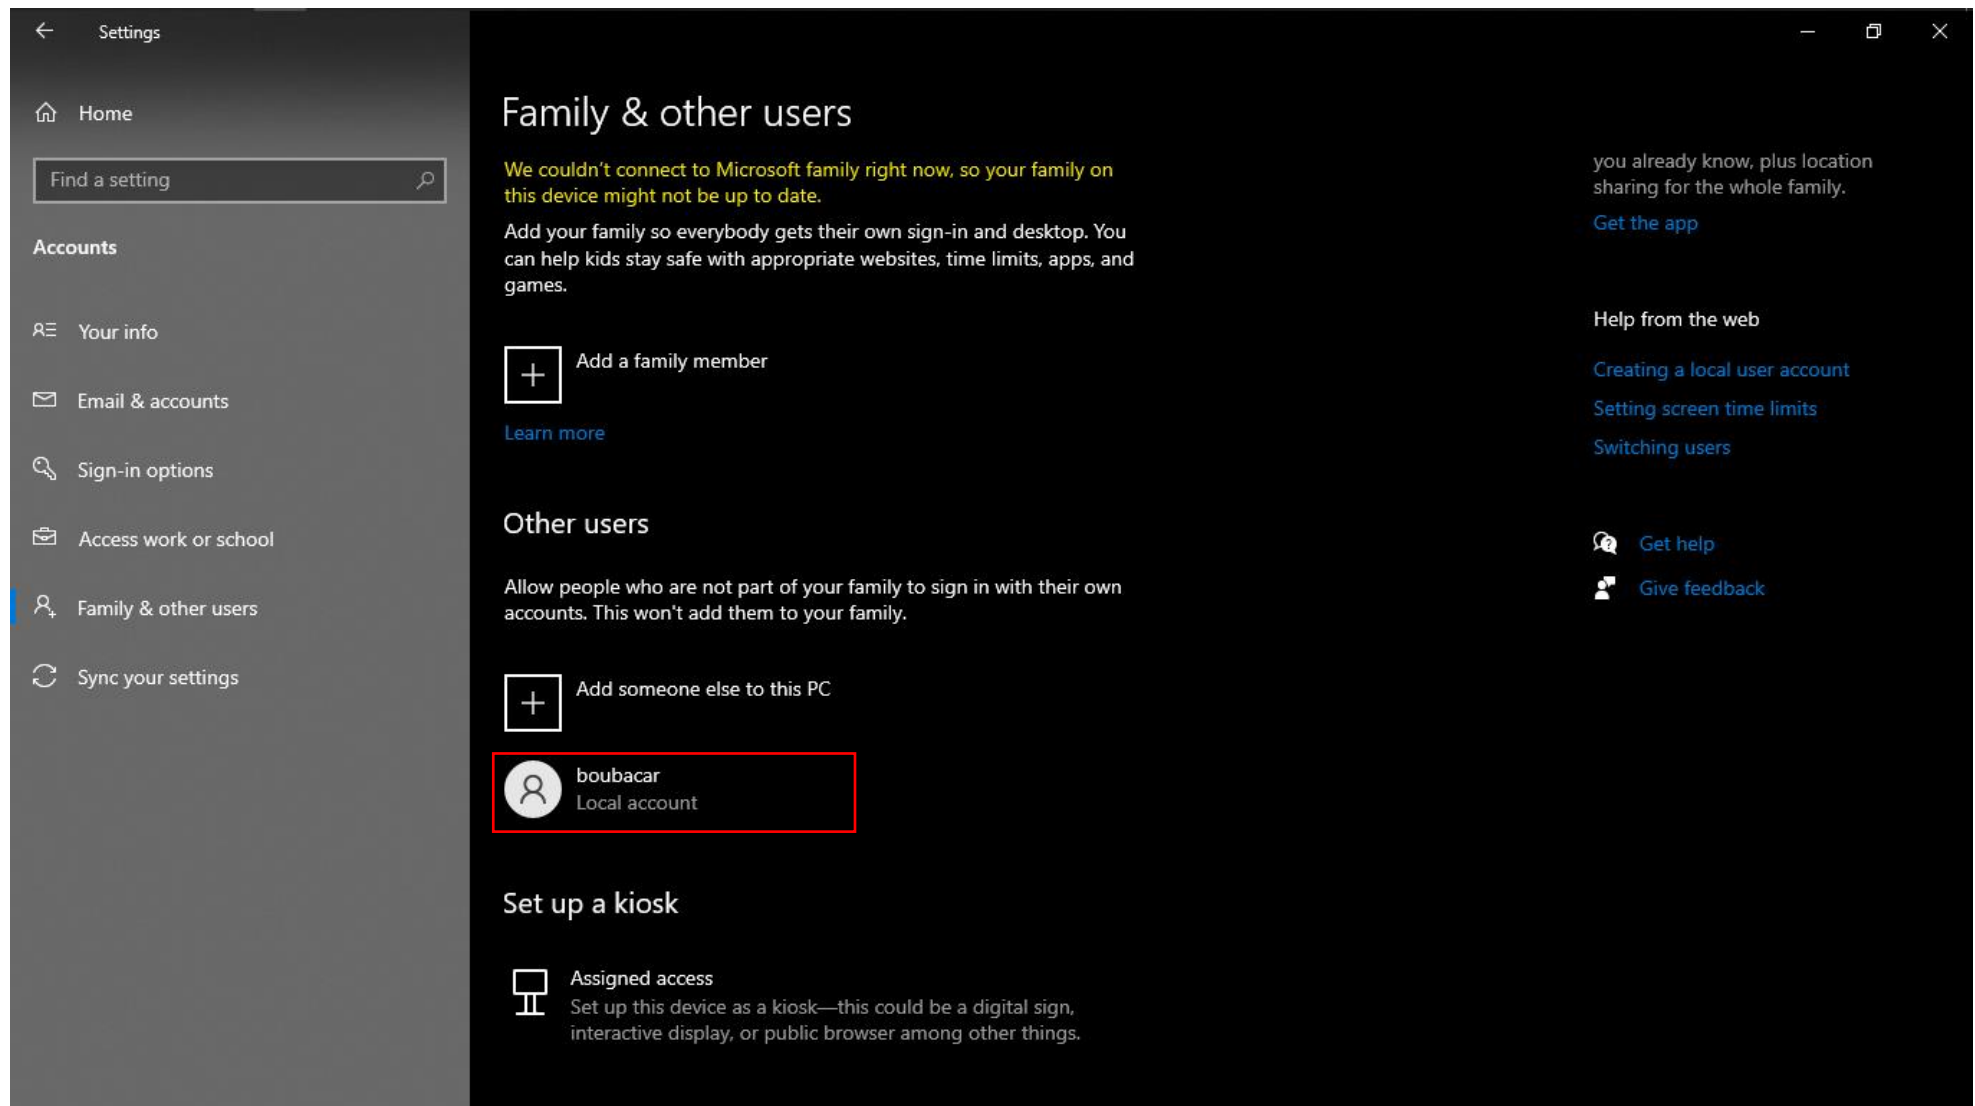 Settings
Home
Find a setting
Accounts
Your info
Email & accounts
Sign-in options
Access work or school
Family & other users
Sync your settings
Family & other users
We couldn't connect to Microsoft family right now, so your family on
this device might not be up to date.
Add your family so everybody gets their own sign-in and desktop. You
can help kids stay safe with appropriate websites, time limits, apps, and
games.
Add a family member
Learn more
Other users
Allow people who are not part of your family to sign in with their own
accounts. This won't add them to your family.
Add someone else to this PC
boubacar
Local account
Set up a kiosk
Assigned access
Set up this device as a kiosk—this could be a digital sign,
interactive display, or public browser among other things.
you already know, plus location
sharing for the whole family.
Get the app
Help from the web
Creating a local user account
Setting screen time limits
Switching users
Get help
Give feedback